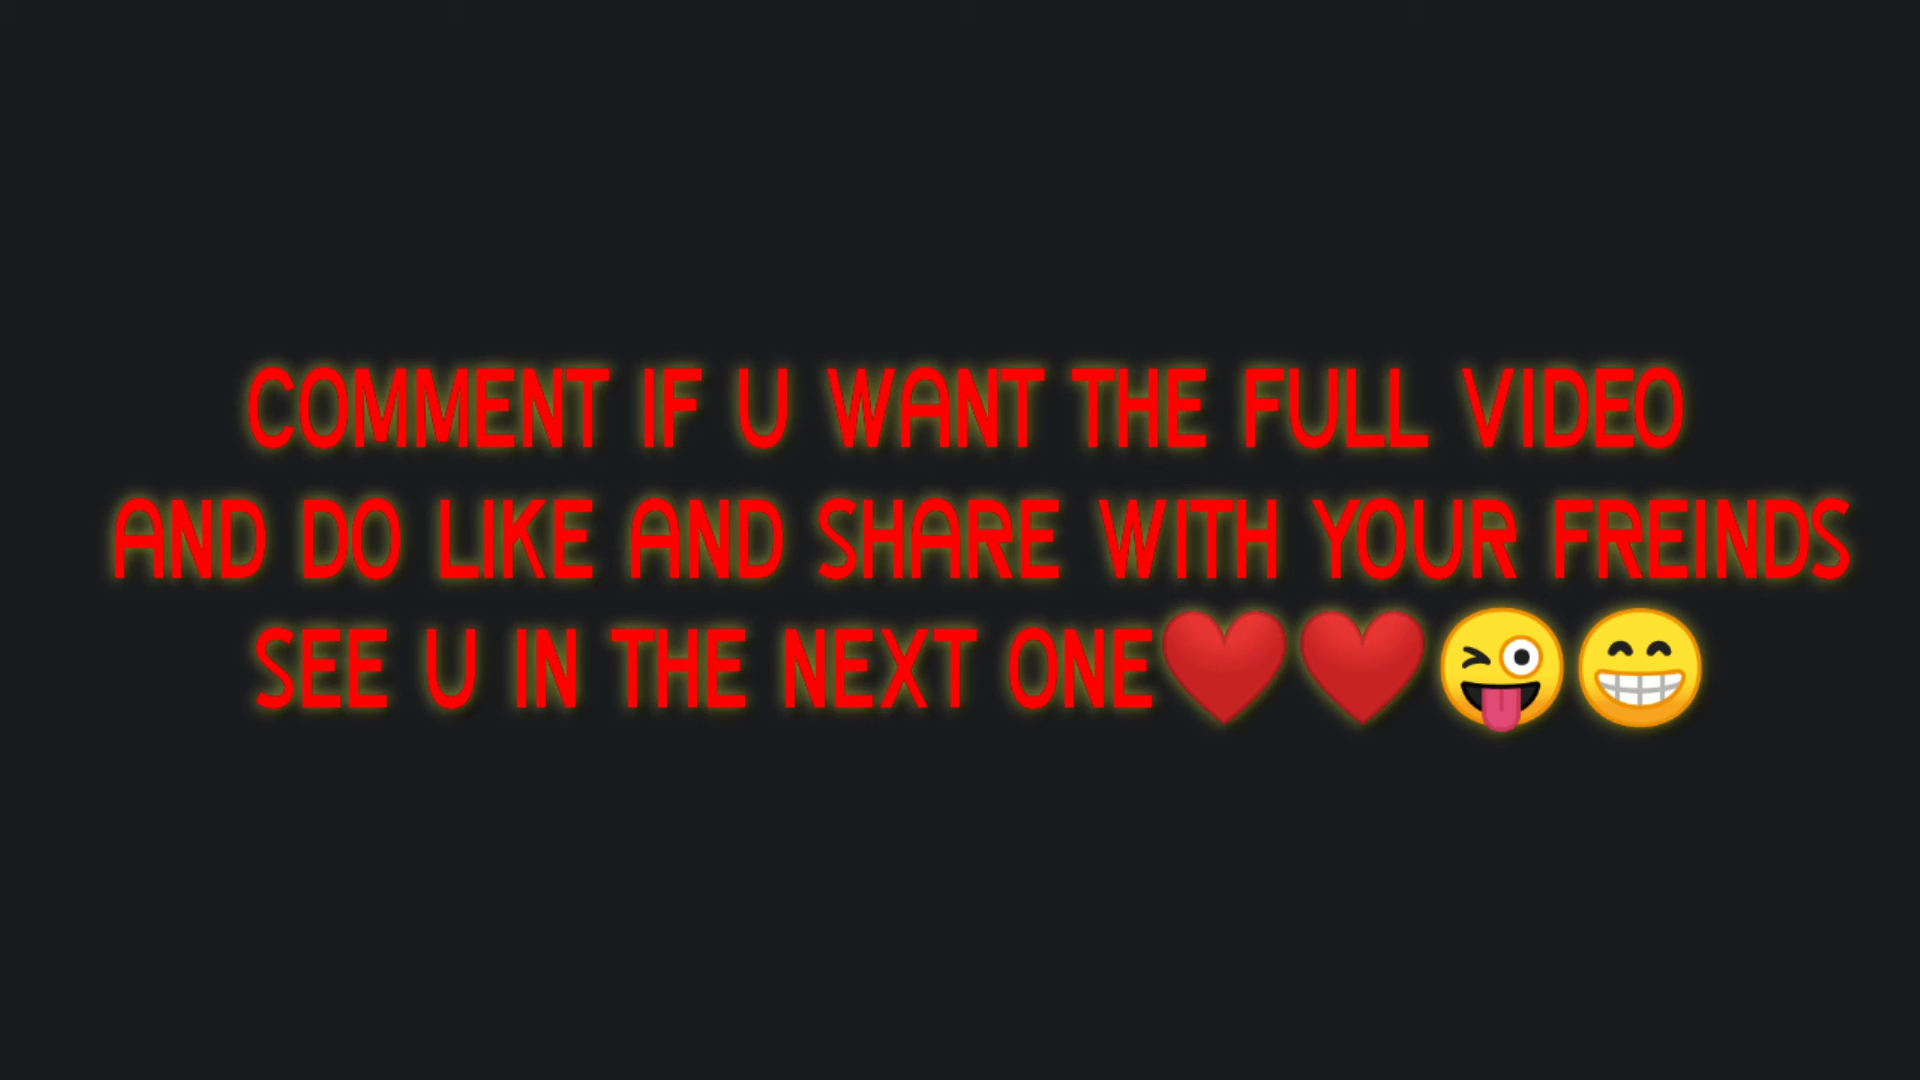 COMMENT IF U WANT THE FULL VIDEO
AND DO LIKE AND SHARE WITH YOUR FREINDS
SEE U IN THE NEXT ONE❤️❤️😜😁